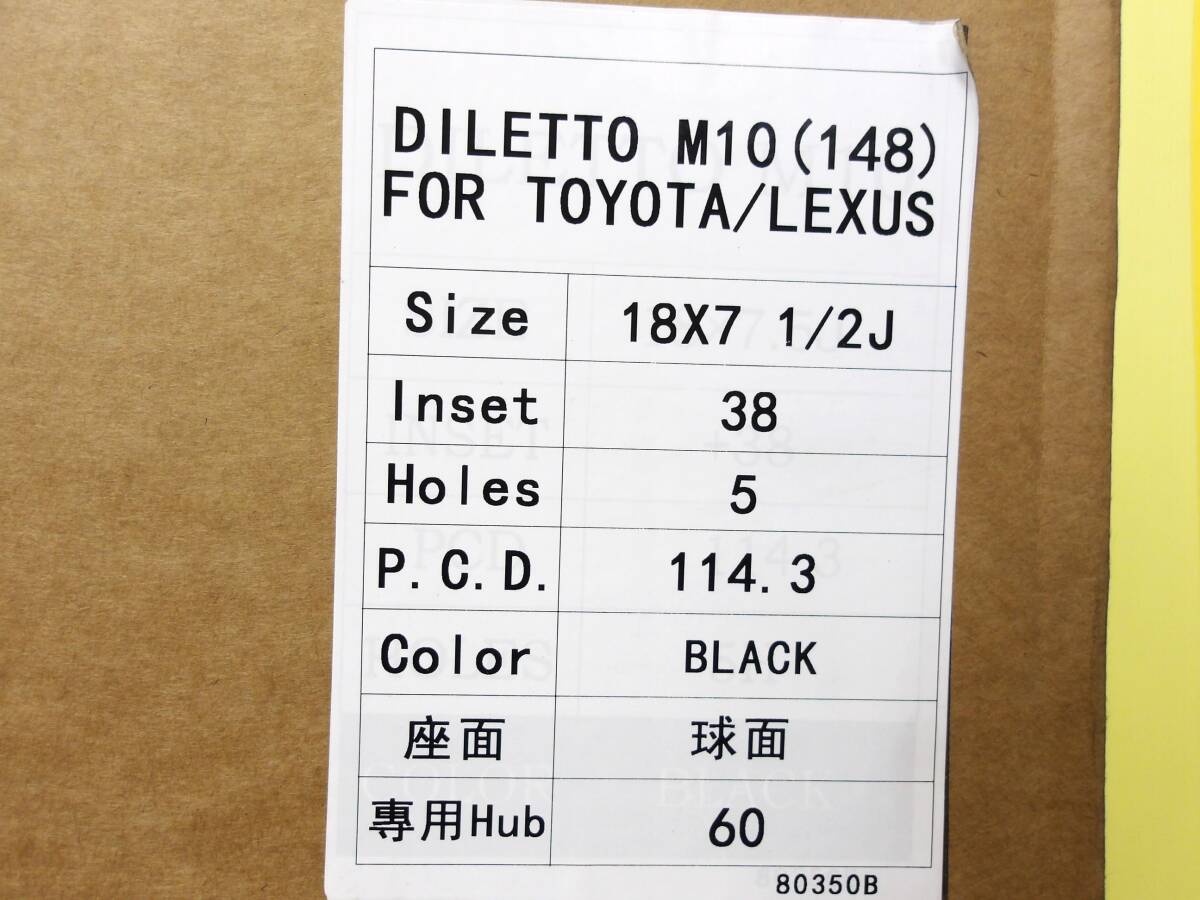 DILETTO M10(148)
FOR TOYOTA/LEXUS
Size 18X7 1/2J
Inset 38
Holes 5
P.C.D. 114.3
Color BLACK
座面 球面
專用Hub 60
80350B